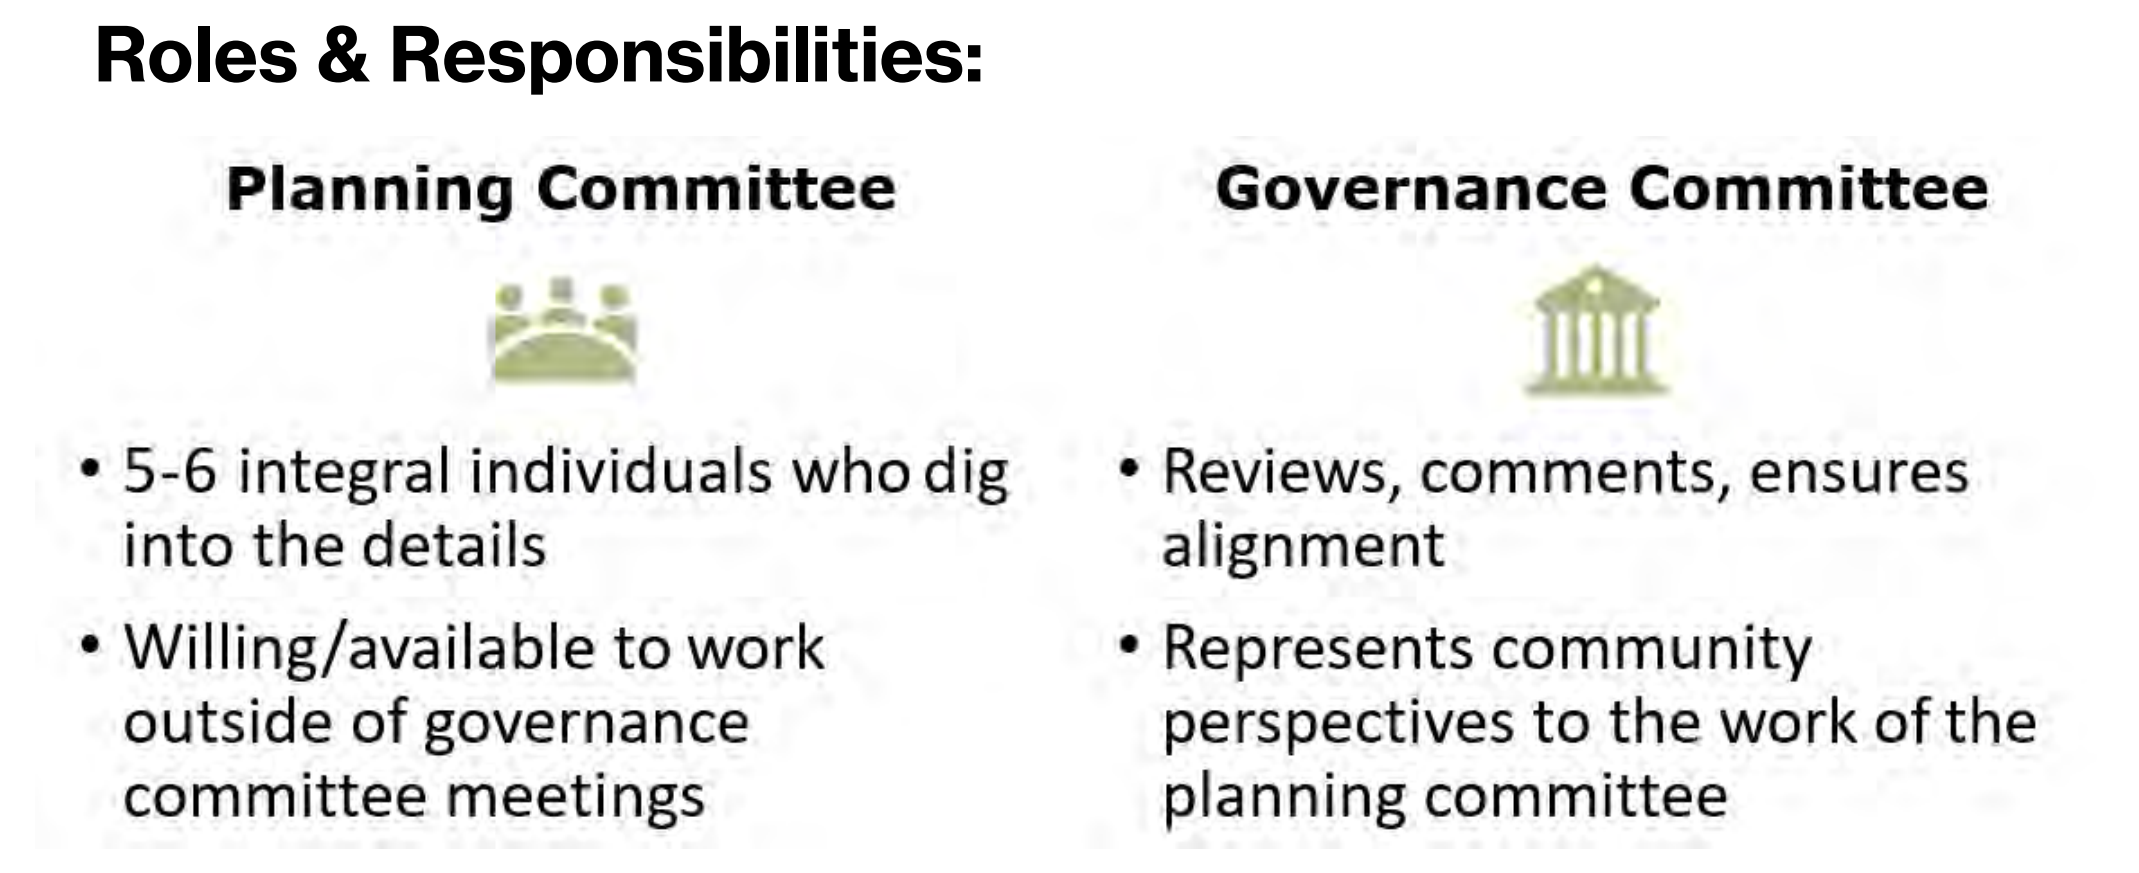 Roles & Responsibilities:
Planning Committee
• 5-6 integral individuals who dig
into the details
• Willing/available to work
outside of governance
committee meetings
Governance Committee
• Reviews, comments, ensures
alignment
• Represents community
perspectives to the work of the
planning committee